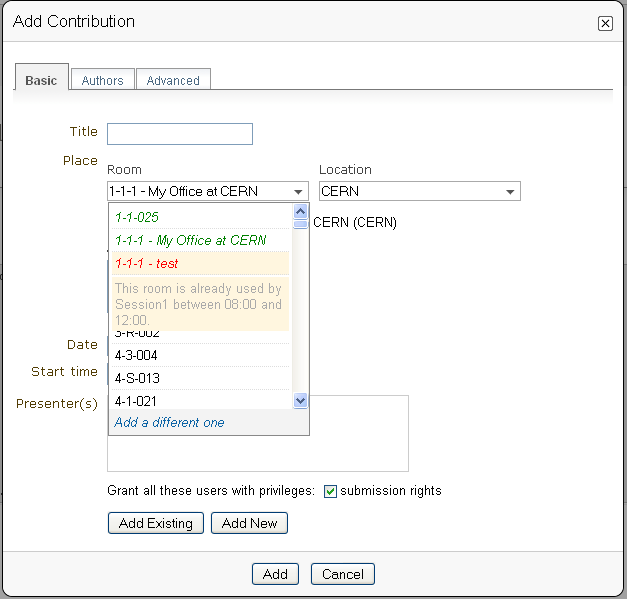 Add Contribution
Basic Authors Advanced
Title
Place
Room Location
1-1-1 - My Office at CERN CERN
1-1-025
CERN (CERN)
1-1-1 - My Office at CERN
1-1-1 - test
This room is already used by
Session1 between 08:00 and
12:00.
3-R-002
Date
4-3-004
Start time
4-S-013
Presenter(s)
4-1-021
Add a different one
Grant all these users with privileges: submission rights
Add Existing Add New
Add Cancel